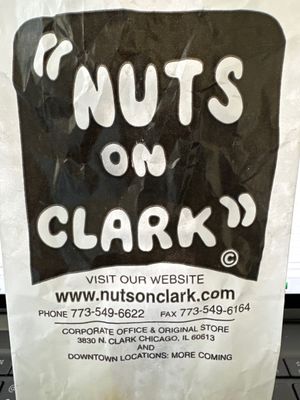 "NUTS
ON
CLARK"
©
VISIT OUR WEBSITE
www.nutsonclark.com
PHONE 773-549-6622 FAX 773-549-6164
CORPORATE OFFICE & ORIGINAL STORE
3830 N. CLARK CHICAGO, IL 60613
AND
DOWNTOWN LOCATIONS: MORE COMING